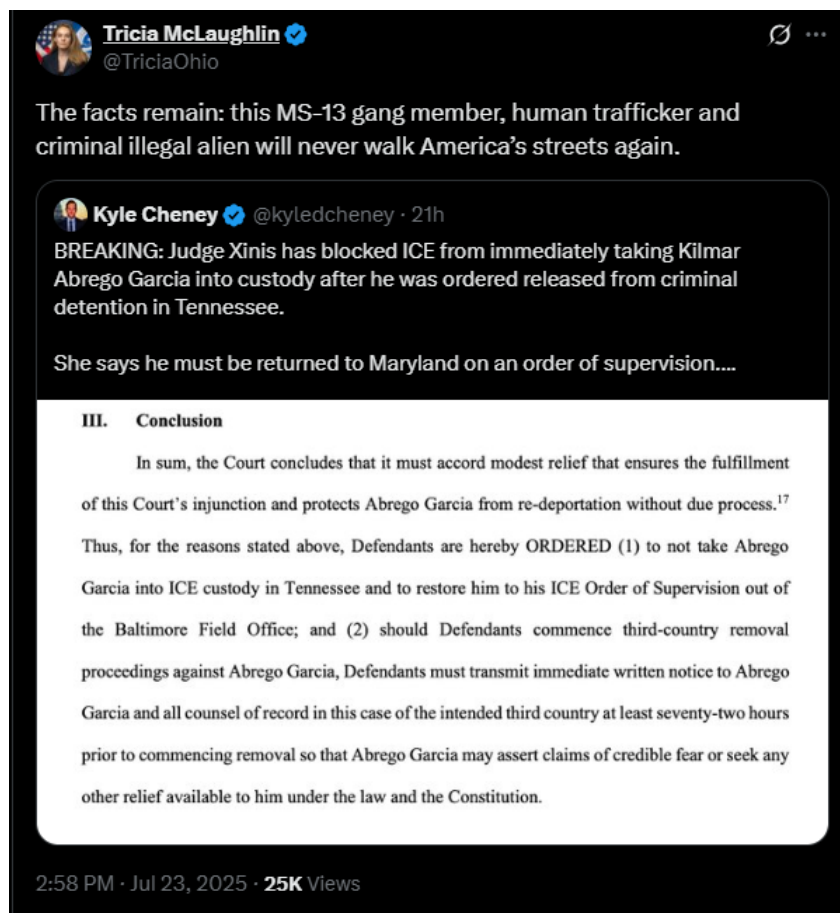 Tricia McLaughlin
@TriciaOhio
The facts remain: this MS-13 gang member, human trafficker and
criminal illegal alien will never walk America’s streets again.
Kyle Cheney @kyledcheney · 21h
BREAKING: Judge Xinis has blocked ICE from immediately taking Kilmar
Abrego Garcia into custody after he was ordered released from criminal
detention in Tennessee.
She says he must be returned to Maryland on an order of supervision....
III. Conclusion
In sum, the Court concludes that it must accord modest relief that ensures the fulfillment
of this Court’s injunction and protects Abrego Garcia from re-deportation without due process.17
Thus, for the reasons stated above, Defendants are hereby ORDERED (1) to not take Abrego
Garcia into ICE custody in Tennessee and to restore him to his ICE Order of Supervision out of
the Baltimore Field Office; and (2) should Defendants commence third-country removal
proceedings against Abrego Garcia, Defendants must transmit immediate written notice to Abrego
Garcia and all counsel of record in this case of the intended third country at least seventy-two hours
prior to commencing removal so that Abrego Garcia may assert claims of credible fear or seek any
other relief available to him under the law and the Constitution.
2:58 PM · Jul 23, 2025 · 25K Views